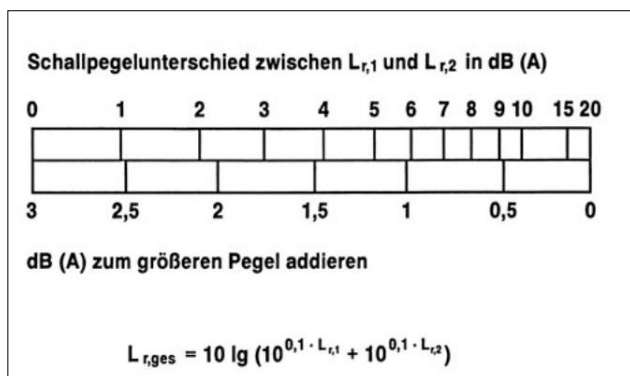 Schallpegelunterschied zwischen L r,1 und L r,2 in dB (A)
0 1 2 3 4 5 6 7 8 9 10 15 20
3 2,5 2 1,5 1 0,5 0
dB (A) zum größeren Pegel addieren
L r,ges = 10 lg (10 0,1 · L r,1 + 10 0,1 · L r,2)